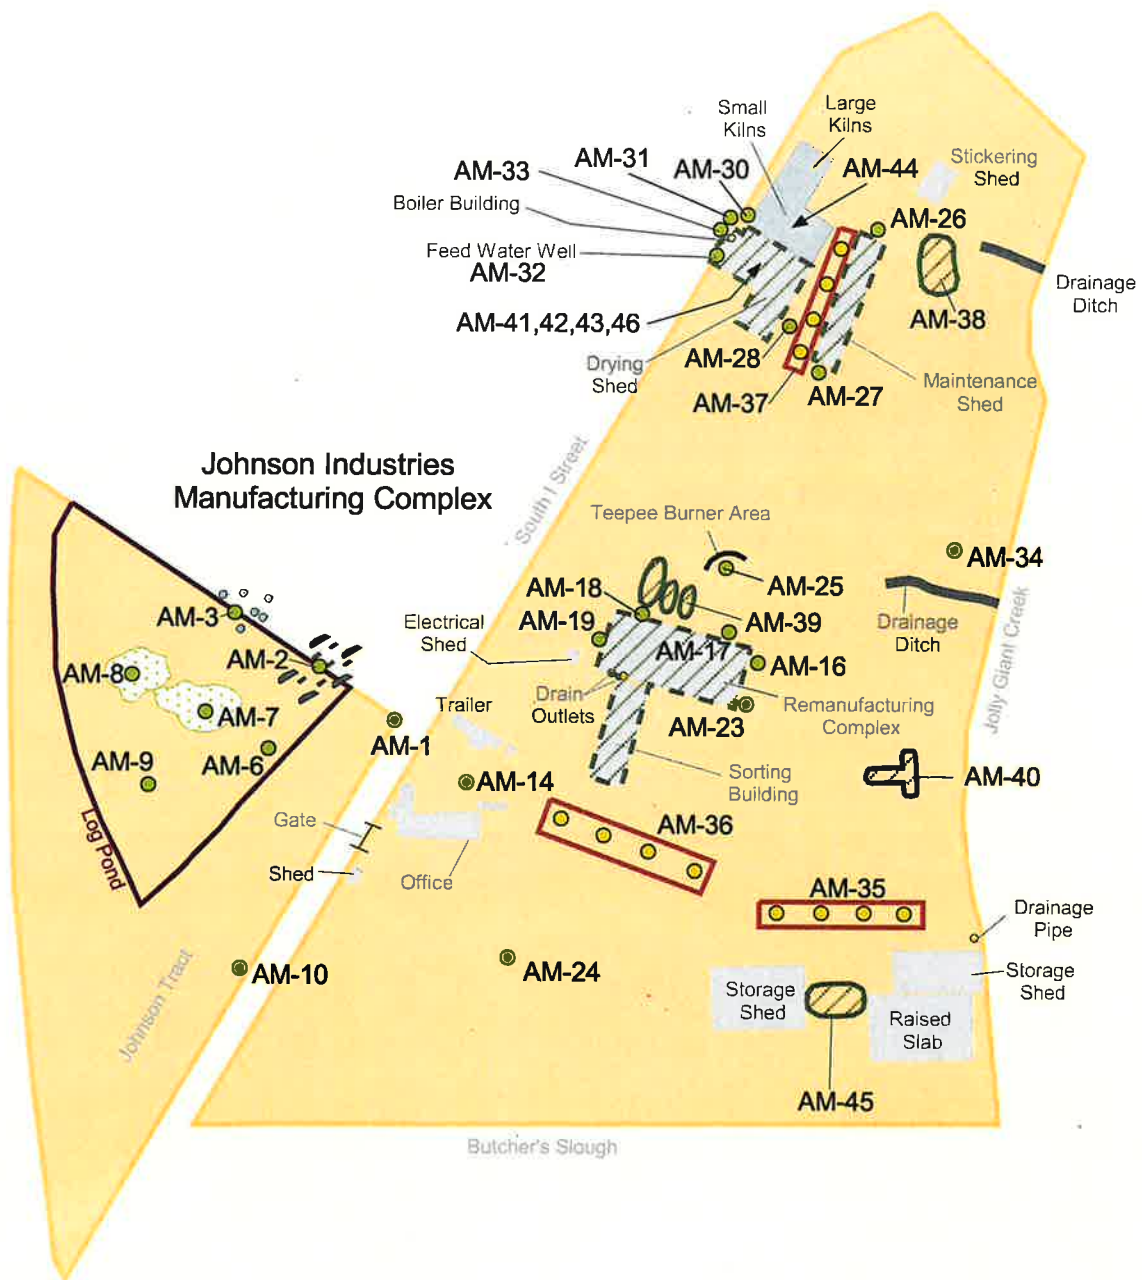 Small
Kilns
Large
Kilns
AM-31
AM-30
AM-44
AM-33
Stickering
Shed
Boiler Building
AM-26
Feed Water Well
AM-32
Drainage
Ditch
AM-41,42,43,46
AM-38
AM-28
Drying
Shed
AM-37
AM-27
Maintenance
Shed
Johnson Industries
Manufacturing Complex
South I Street
Teepee Burner Area
AM-34
AM-18
AM-25
AM-3
AM-19
AM-39
Electrical
Shed
Drainage
Ditch
AM-2
AM-17
AM-16
AM-8
Drain
Outlets
Jolly Giant Creek
Trailer
AM-7
AM-23
Remanufacturing
Complex
AM-1
AM-6
AM-9
AM-14
Sorting
Building
AM-40
Gate
AM-36
Log Pond
Shed
Office
AM-35
Drainage
Pipe
AM-10
AM-24
Storage
Shed
Storage
Shed
Johnson Tract
Raised
Slab
AM-45
Butcher's Slough